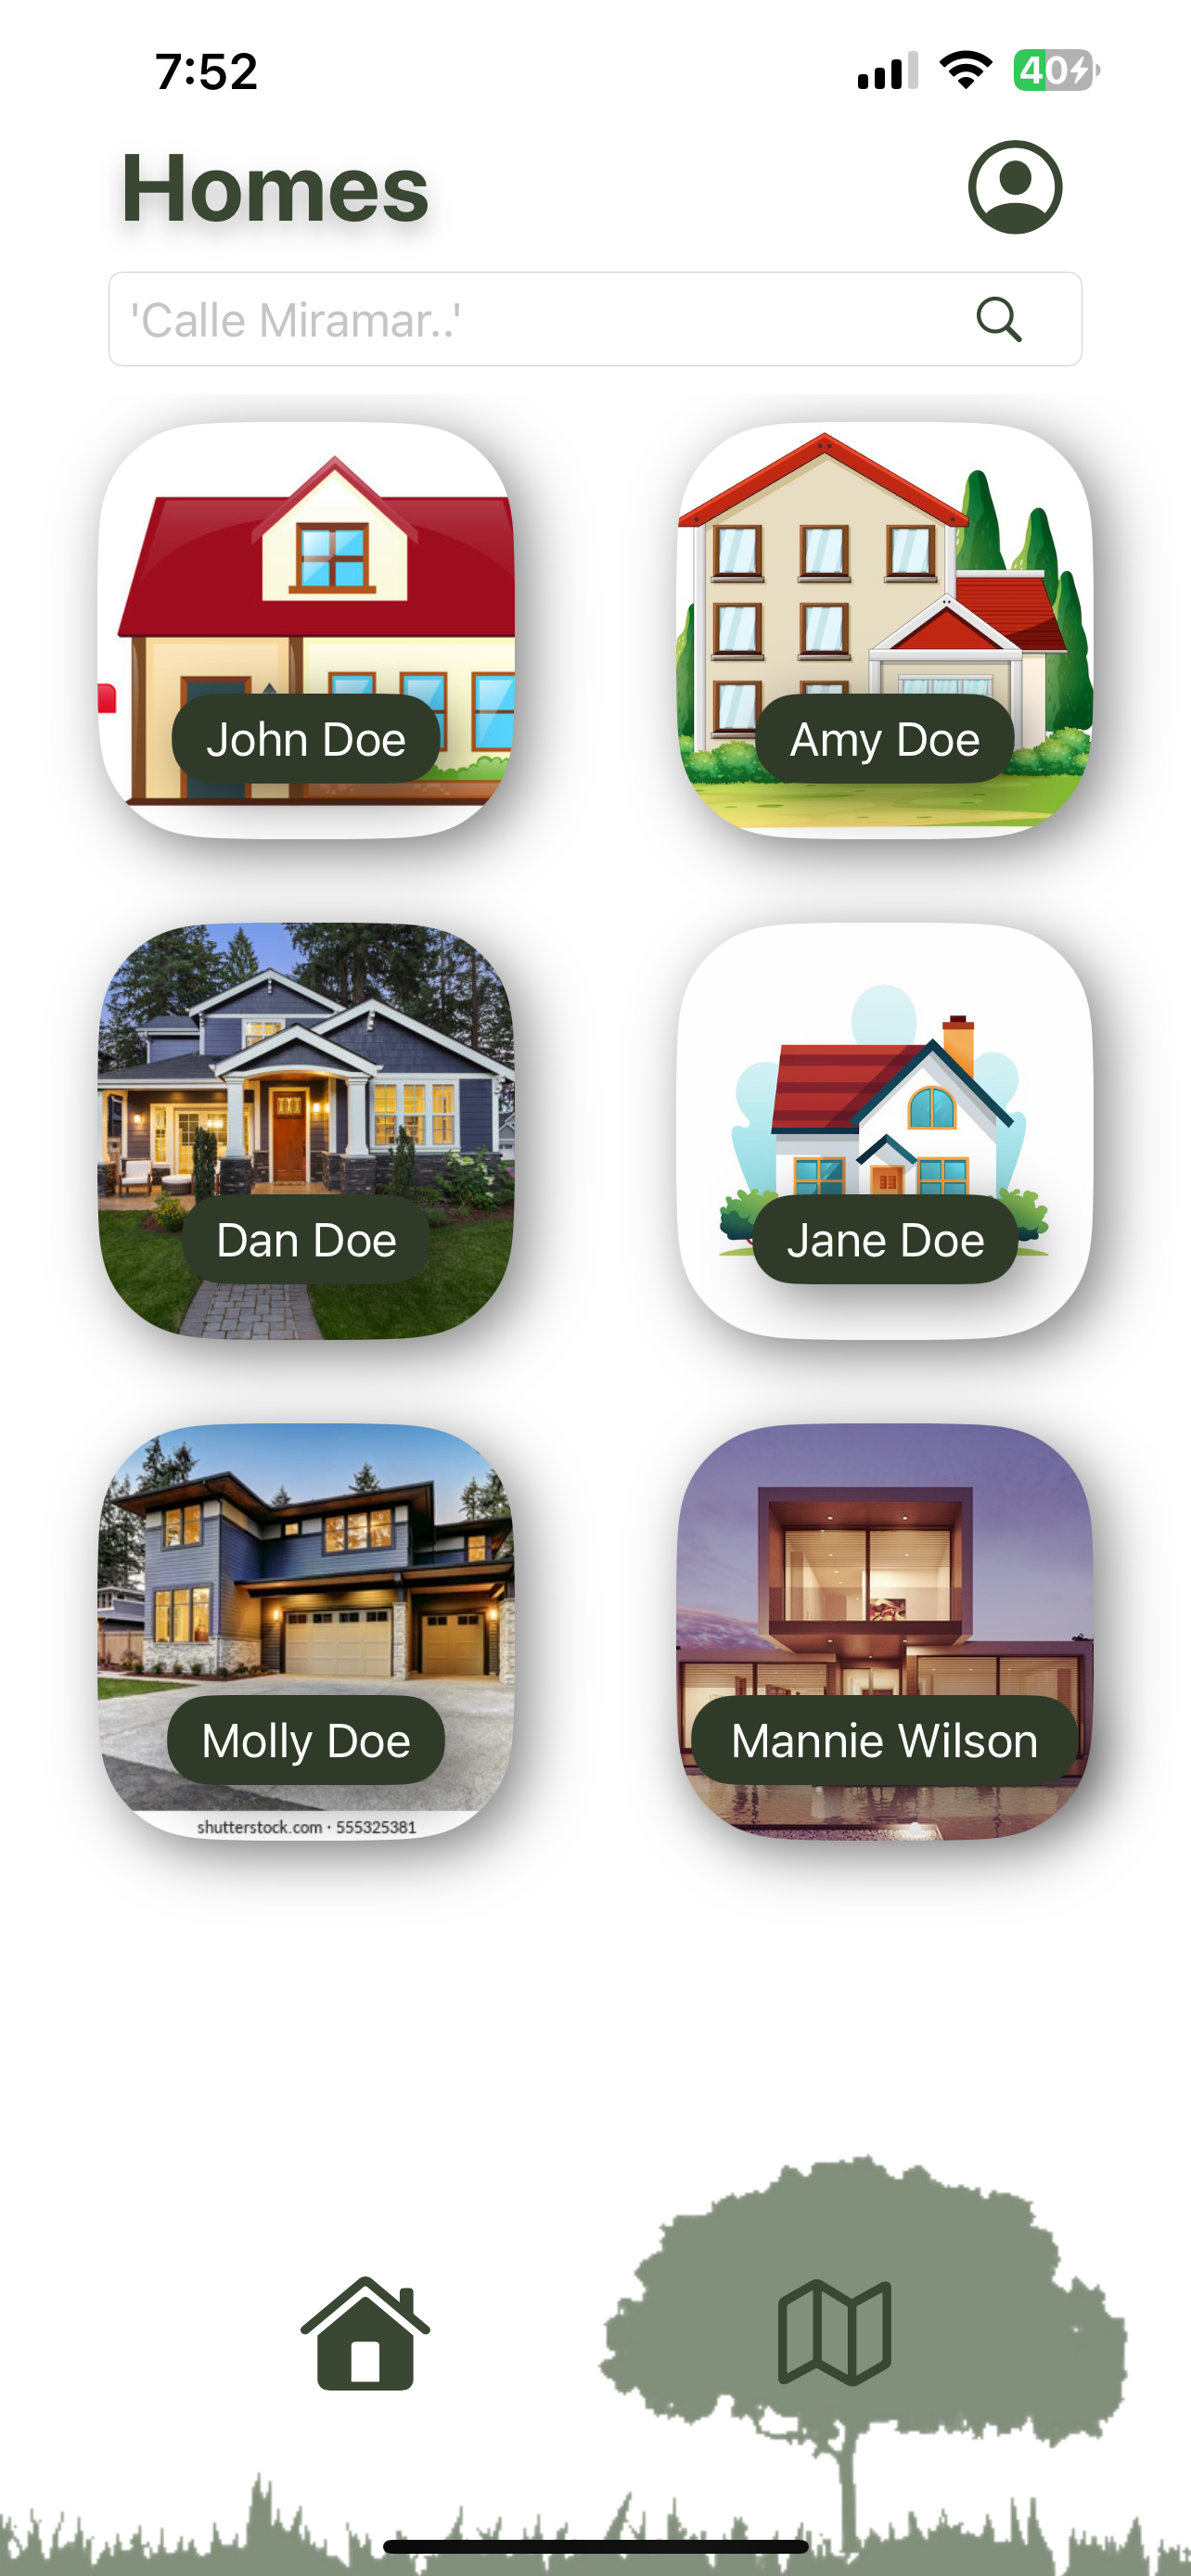 7:52
40
Homes
'Calle Miramar..'
John Doe
Amy Doe
Dan Doe
Jane Doe
Molly Doe
Mannie Wilson
shutterstock.com · 555325381